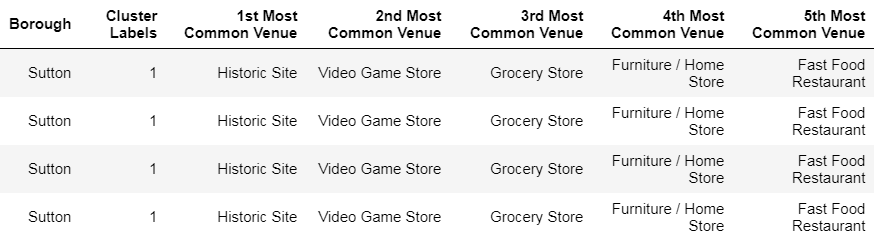 Borough Cluster Labels 1st Most Common Venue 2nd Most Common Venue 3rd Most Common Venue 4th Most Common Venue 5th Most Common Venue
Sutton 1 Historic Site Video Game Store Grocery Store Furniture / Home Store Fast Food Restaurant
Sutton 1 Historic Site Video Game Store Grocery Store Furniture / Home Store Fast Food Restaurant
Sutton 1 Historic Site Video Game Store Grocery Store Furniture / Home Store Fast Food Restaurant
Sutton 1 Historic Site Video Game Store Grocery Store Furniture / Home Store Fast Food Restaurant